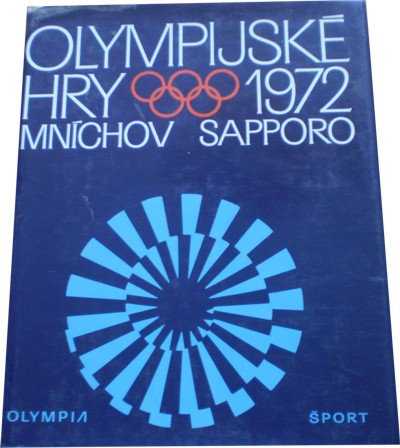 OLYMPIJSKÉ
HRY 1972
MNÍCHOV SAPPORO
OLYMPIA ŠPORT